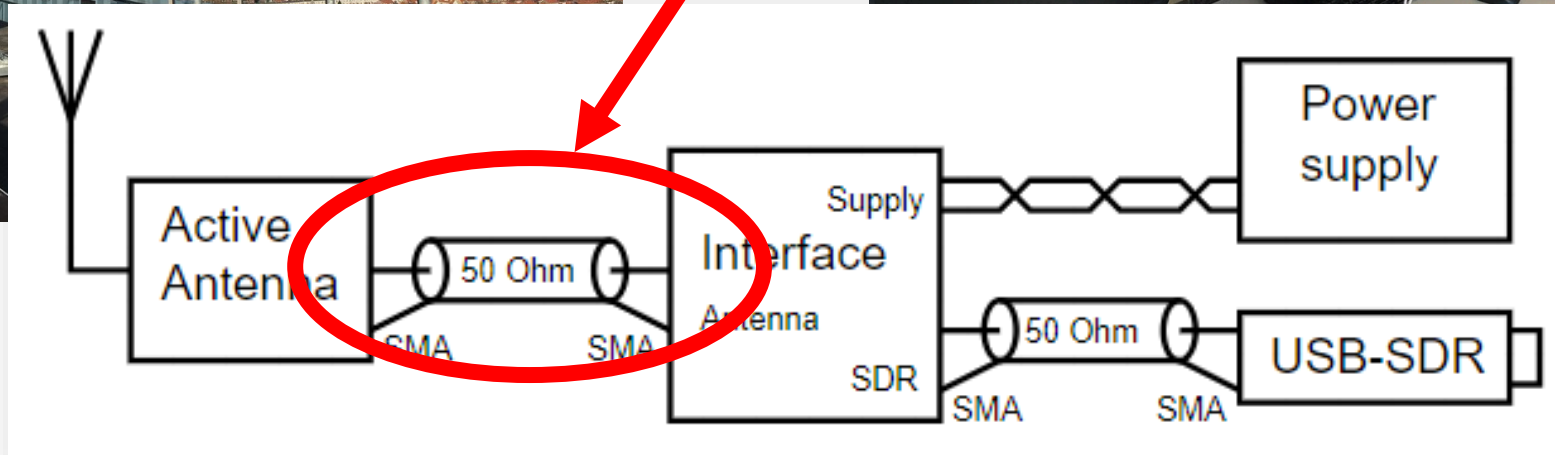 Active
Antenna
50 Ohm
SMA
SMA
Supply
Interface
Antenna
SDR
Power
supply
50 Ohm
SMA
SMA
USB-SDR